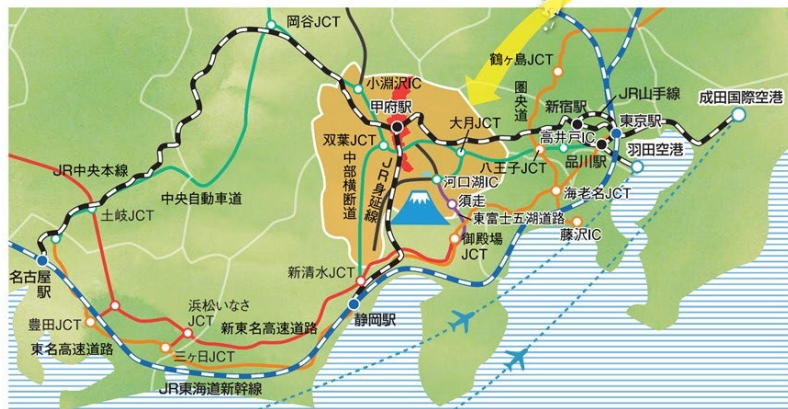 岡谷JCT
鶴ヶ島JCT
小淵沢IC
圏央道
JR山手線
成田国際空港
甲府駅
大月JCT
新宿駅
東京駅
双葉JCT
高井戸IC
羽田空港
八王子JCT
品川駅
JR中央本線
中央自動車道
中部横断道
JR身延線
河口湖IC
海老名JCT
須走
土岐JCT
東富士五湖道路
藤沢IC
御殿場
JCT
名古屋
駅
新清水JCT
浜松いなさ
JCT
新東名高速道路
静岡駅
豊田JCT
東名高速道路
三ヶ日JCT
JR東海道新幹線